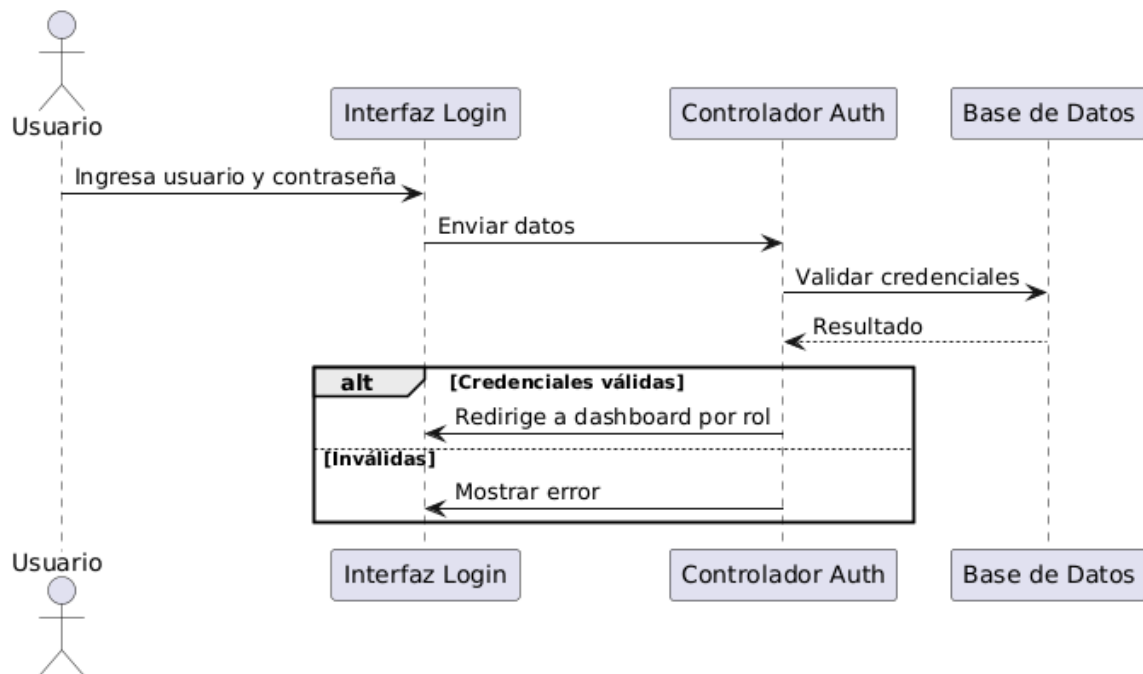 Usuario
Interfaz Login
Controlador Auth
Base de Datos
Ingresa usuario y contraseña
Enviar datos
Validar credenciales
Resultado
alt
[Credenciales válidas]
Redirige a dashboard por rol
[Inválidas]
Mostrar error
Usuario
Interfaz Login
Controlador Auth
Base de Datos